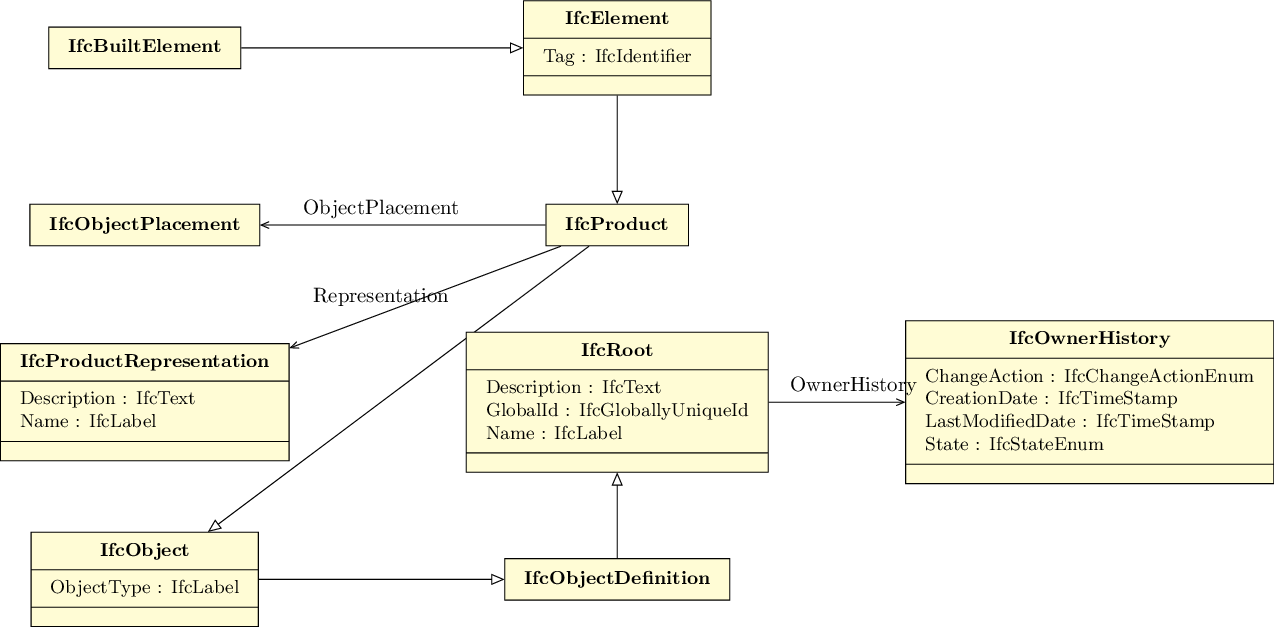 IfcElement
Tag : IfcIdentifier
IfcBuiltElement
IfcObjectPlacement
ObjectPlacement
IfcProduct
Representation
IfcProductRepresentation
Description : IfcText
Name : IfcLabel
IfcRoot
Description : IfcText
GlobalId : IfcGloballyUniqueId
Name : IfcLabel
OwnerHistory
IfcOwnerHistory
ChangeAction : IfcChangeActionEnum
CreationDate : IfcTimeStamp
LastModifiedDate : IfcTimeStamp
State : IfcStateEnum
IfcObject
ObjectType : IfcLabel
IfcObjectDefinition